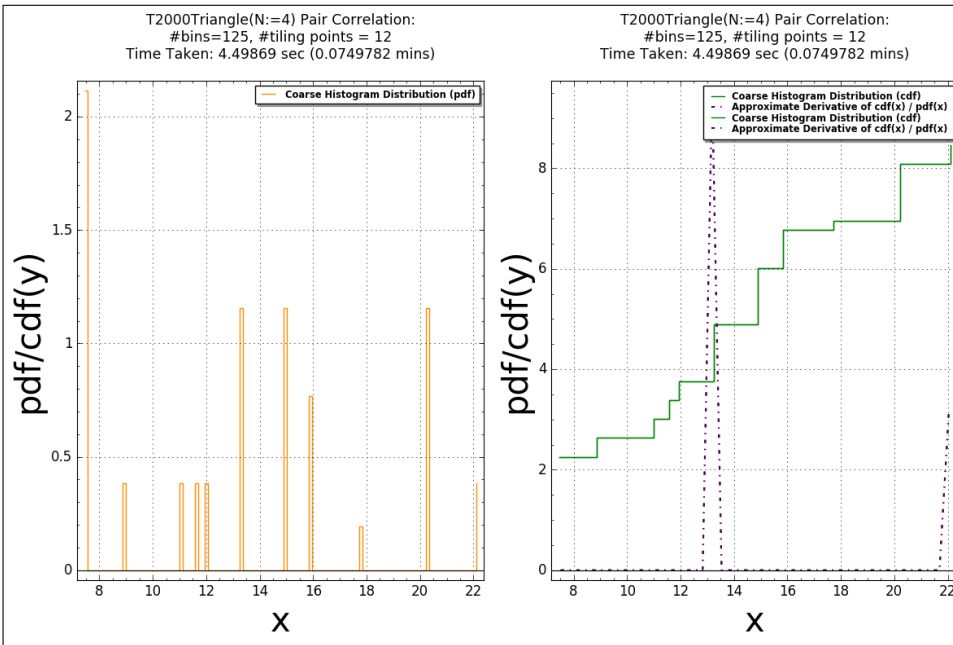 T2000Triangle(N:=4) Pair Correlation:
#bins=125, #tiling points = 12
Time Taken: 4.49869 sec (0.0749782 mins)
Coarse Histogram Distribution (pdf)
2
1.5
1
0.5
0
pdf/cdf(y)
8 10 12 14 16 18 20 22
x
T2000Triangle(N:=4) Pair Correlation:
#bins=125, #tiling points = 12
Time Taken: 4.49869 sec (0.0749782 mins)
Coarse Histogram Distribution (cdf)
Approximate Derivative of cdf(x) / pdf(x)
Coarse Histogram Distribution (cdf)
Approximate Derivative of cdf(x) / pdf(x)
8
6
4
2
0
pdf/cdf(y)
8 10 12 14 16 18 20 22
x